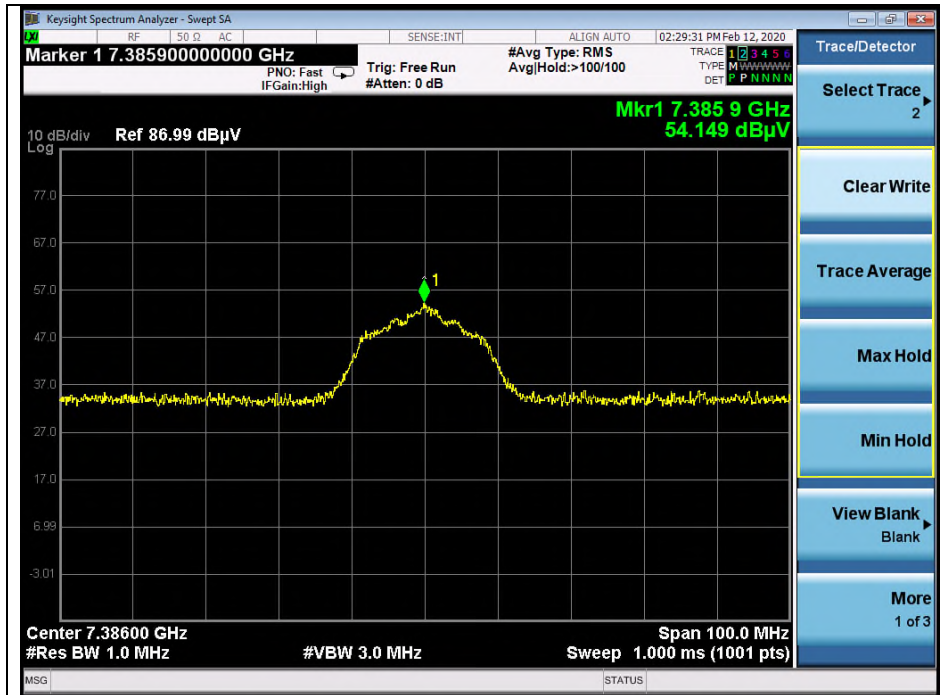 Keysight Spectrum Analyzer - Swept SA
LXI RF 50 Ω AC SENSE:INT ALIGN AUTO 02:29:31 PM Feb 12, 2020
Marker 1 7.385900000000 GHz
PNO: Fast
IFGain:High
Trig: Free Run
#Atten: 0 dB
#Avg Type: RMS
Avg|Hold:>100/100
TRACE 1 2 3 4 5 6
TYPE M W W W W W
DET P P N N N N
Mkr1 7.385 9 GHz
54.149 dBµV
10 dB/div Ref 86.99 dBµV
Log
77.0
67.0
57.0
47.0
37.0
27.0
17.0
6.99
-3.01
1
Center 7.38600 GHz Span 100.0 MHz
#Res BW 1.0 MHz #VBW 3.0 MHz Sweep 1.000 ms (1001 pts)
MSG STATUS
Trace/Detector
Select Trace
2
Clear Write
Trace Average
Max Hold
Min Hold
View Blank
Blank
More
1 of 3